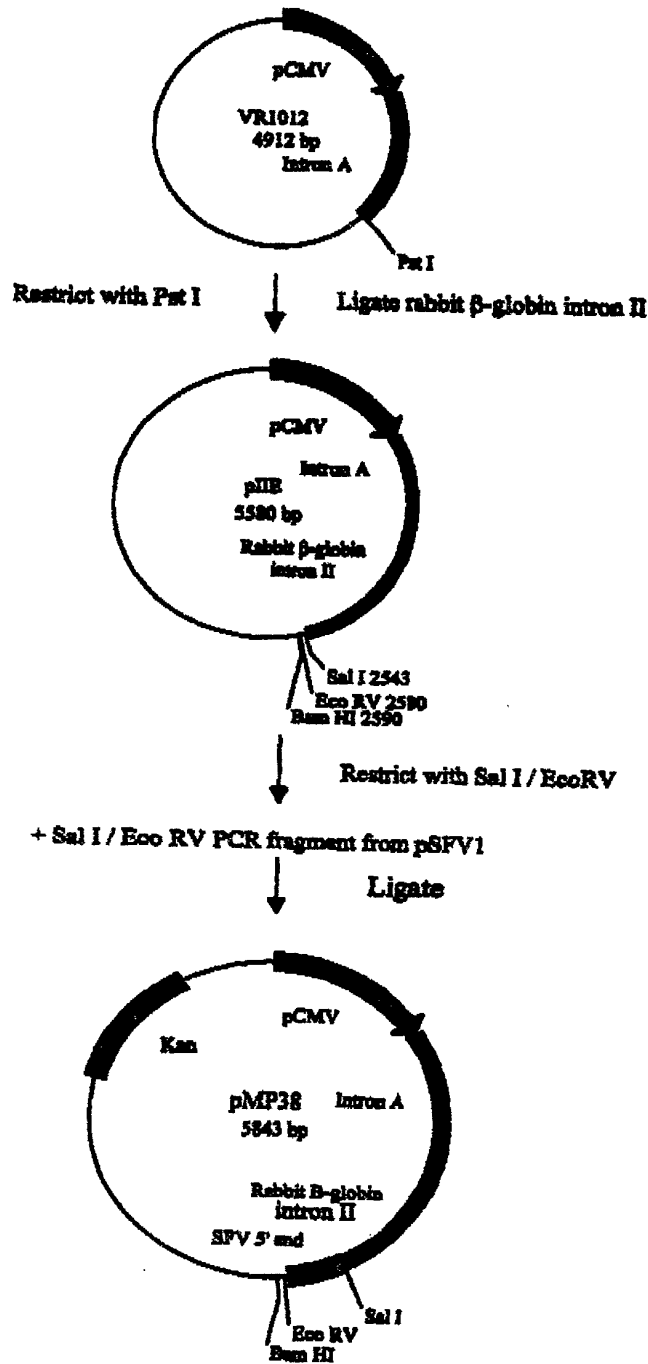 pCMV
VR1012
4912 bp
Intron A
Pst I
Restrict with Pst I
Ligate rabbit β-globin intron II
pCMV
Intron A
pIIE
5580 bp
Rabbit β-globin
intron II
Sal I 2543
Eco RV 2580
Bam HI 2590
Restrict with Sal I / EcoRV
+ Sal I / Eco RV PCR fragment from pSFV1
Ligate
pCMV
Kan
pMP38
Intron A
5843 bp
Rabbit B-globin
intron II
SFV 5' end
Sal I
Eco RV
Bam HI